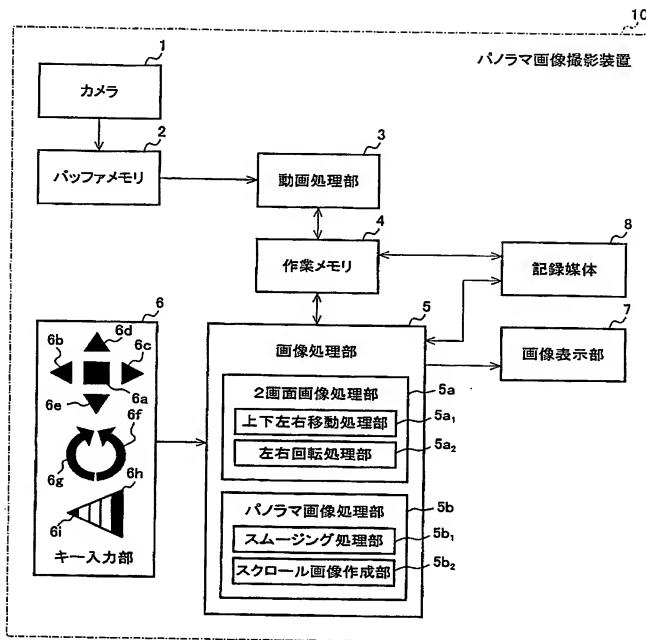 10
パノラマ画像撮影装置
1
カメラ
2
バッファメモリ
3
動画処理部
4
作業メモリ
8
記録媒体
7
画像表示部
5
画像処理部
2画面画像処理部
5a
上下左右移動処理部
5a1
左右回転処理部
5a2
パノラマ画像処理部
5b
スムージング処理部
5b1
スクロール画像作成部
5b2
6
6d
6b
6c
6a
6e
6f
6g
6h
6i
キー入力部